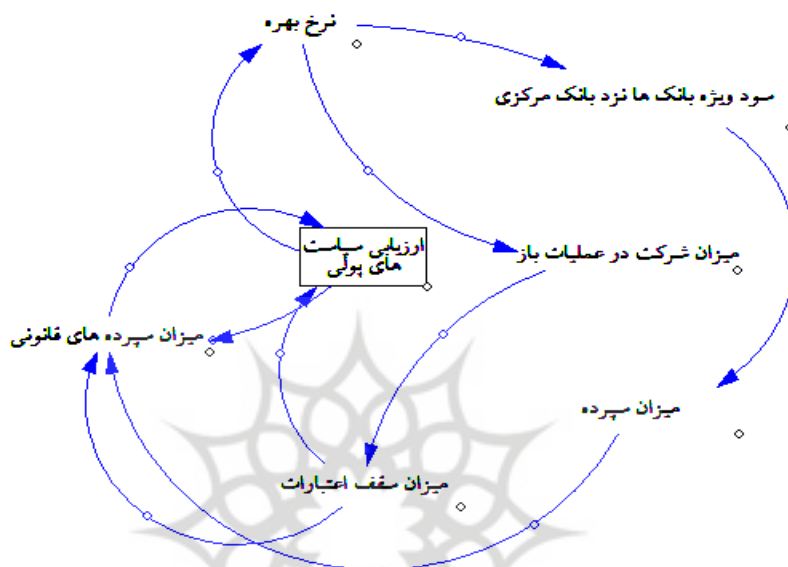 نرخ بهره
سود ویژه بانک ها نزد بانک مرکزی
ارزیابی سیاست
های پولی
میزان شرکت در عملیات باز
میزان سپرده های قانونی
میزان سپرده
میزان سقف اعتبارات